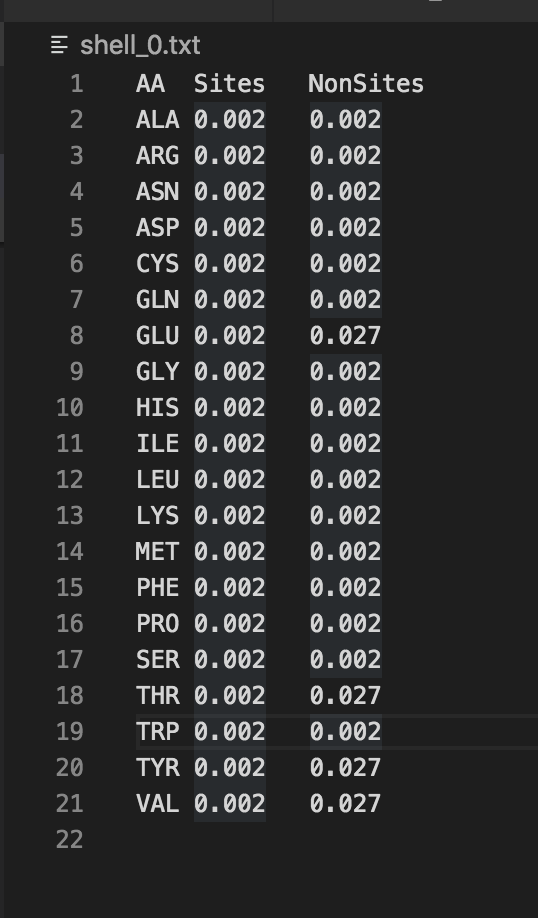 shell_0.txt
1 AA Sites NonSites
2 ALA 0.002 0.002
3 ARG 0.002 0.002
4 ASN 0.002 0.002
5 ASP 0.002 0.002
6 CYS 0.002 0.002
7 GLN 0.002 0.002
8 GLU 0.002 0.027
9 GLY 0.002 0.002
10 HIS 0.002 0.002
11 ILE 0.002 0.002
12 LEU 0.002 0.002
13 LYS 0.002 0.002
14 MET 0.002 0.002
15 PHE 0.002 0.002
16 PRO 0.002 0.002
17 SER 0.002 0.002
18 THR 0.002 0.027
19 TRP 0.002 0.002
20 TYR 0.002 0.027
21 VAL 0.002 0.027
22